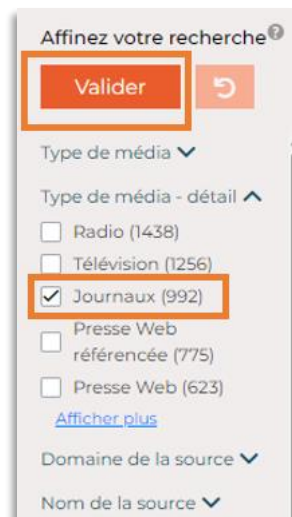 Affinez votre recherche?
Valider
Type de média
Type de média - détail
Radio (1438)
Télévision (1256)
Journaux (992)
Presse Web
référencée (775)
Presse Web (623)
Afficher plus
Domaine de la source
Nom de la source